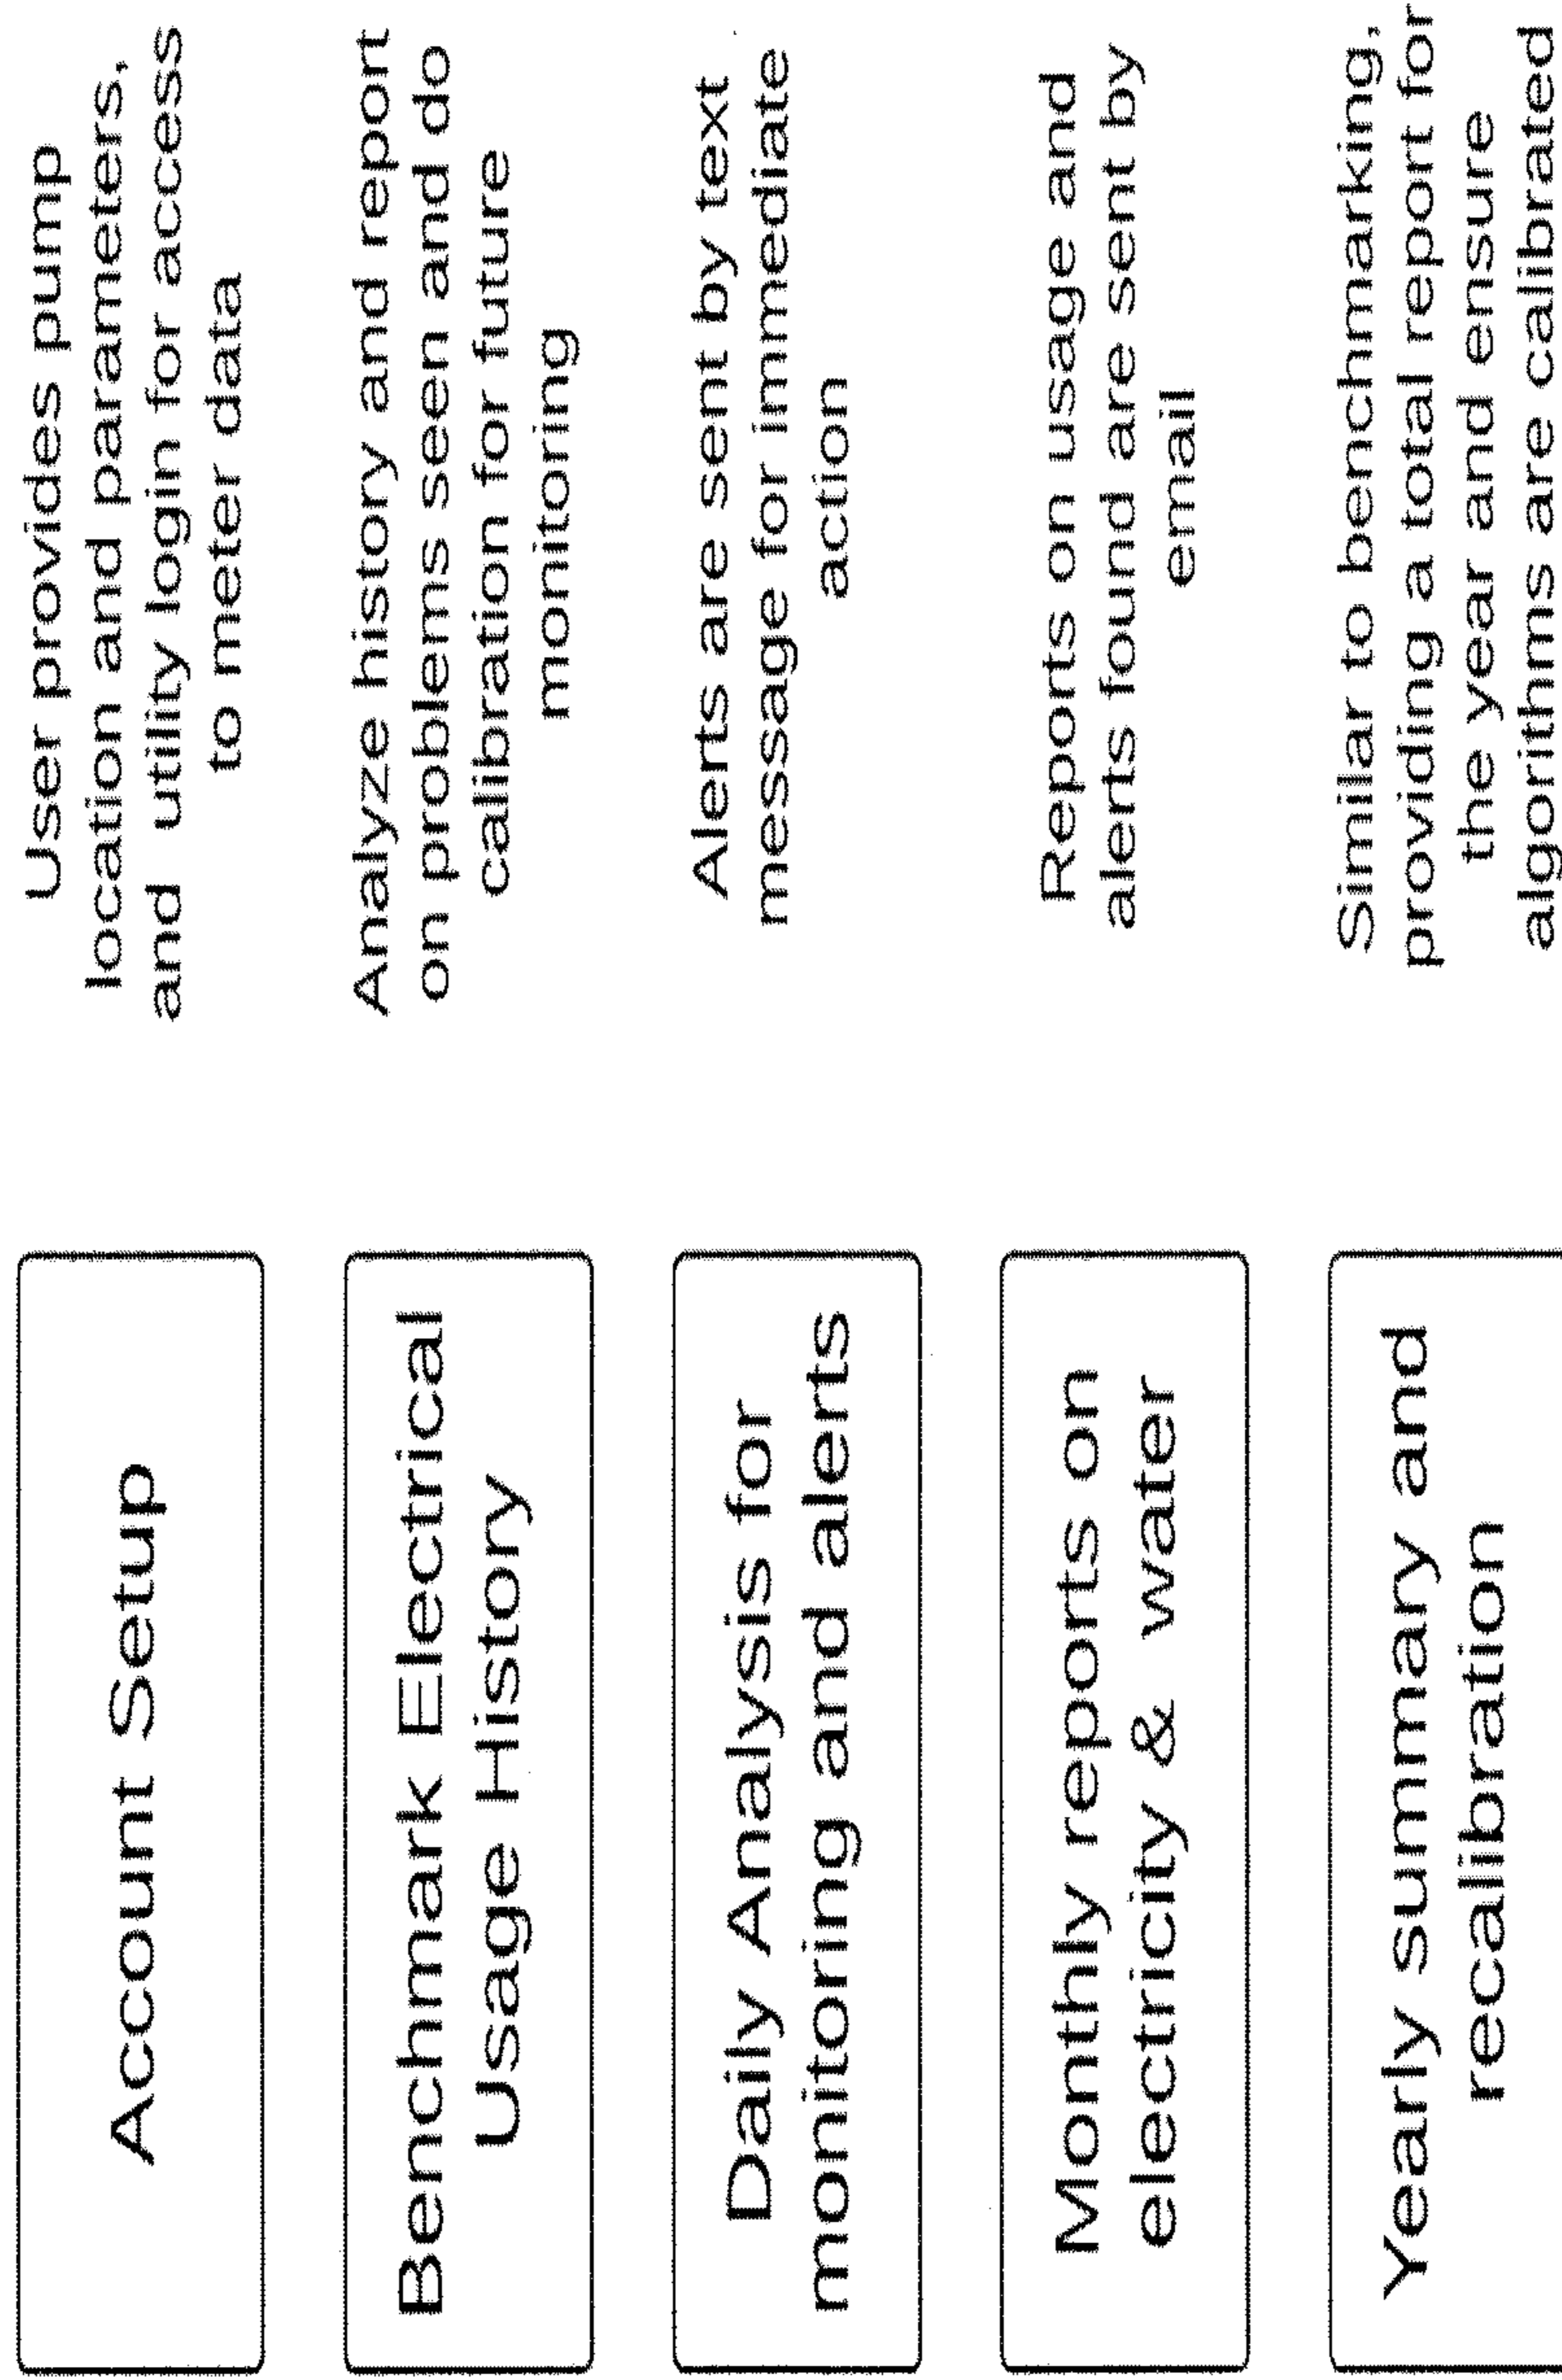 Account Setup
User provides pump
location and parameters,
and utility login for access
to meter data
Benchmark Electrical
Usage History
Analyze history and report
on problems seen and do
calibration for future
monitoring
Daily Analysis for
monitoring and alerts
Alerts are sent by text
message for immediate
action
Monthly reports on
electricity & water
Reports on usage and
alerts found are sent by
email
Yearly summary and
recalibration
Similar to benchmarking,
providing a total report for
the year and ensure
algorithms are calibrated